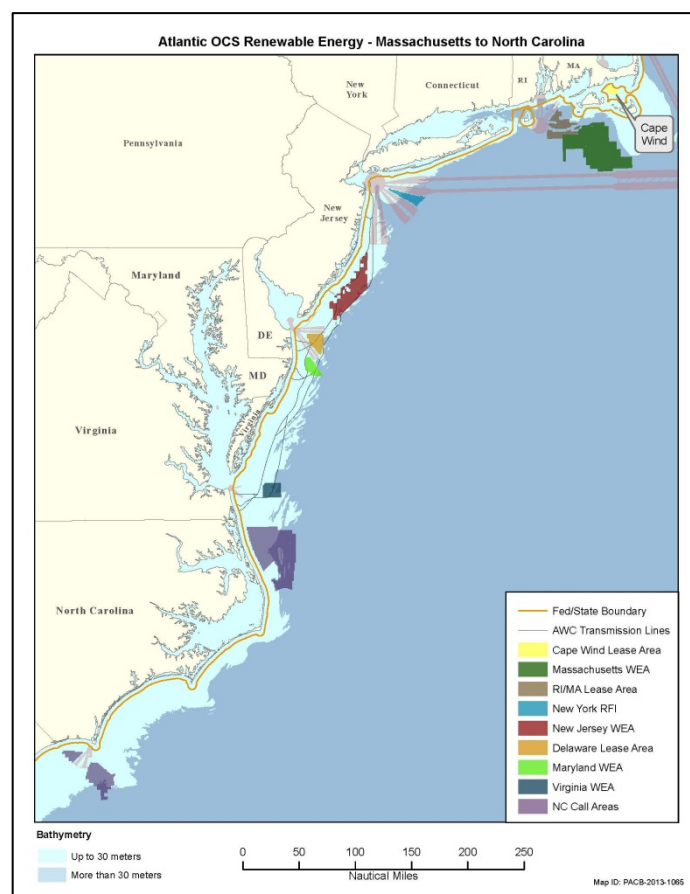 Atlantic OCS Renewable Energy - Massachusetts to North Carolina
MA
RI
Connecticut
New
York
Cape
Wind
Pennsylvania
New
Jersey
Maryland
DE
MD
Virginia
Virginia
North Carolina
Fed/State Boundary
AWC Transmission Lines
Cape Wind Lease Area
Massachusetts WEA
RI/MA Lease Area
New York RFI
New Jersey WEA
Delaware Lease Area
Maryland WEA
Virginia WEA
NC Call Areas
Bathymetry
Up to 30 meters
More than 30 meters
0 50 100 150 200 250
Nautical Miles
Map ID: PACB-2013-1065